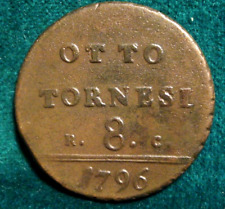 OTTO
TORNESI
R. 8. C.
1796